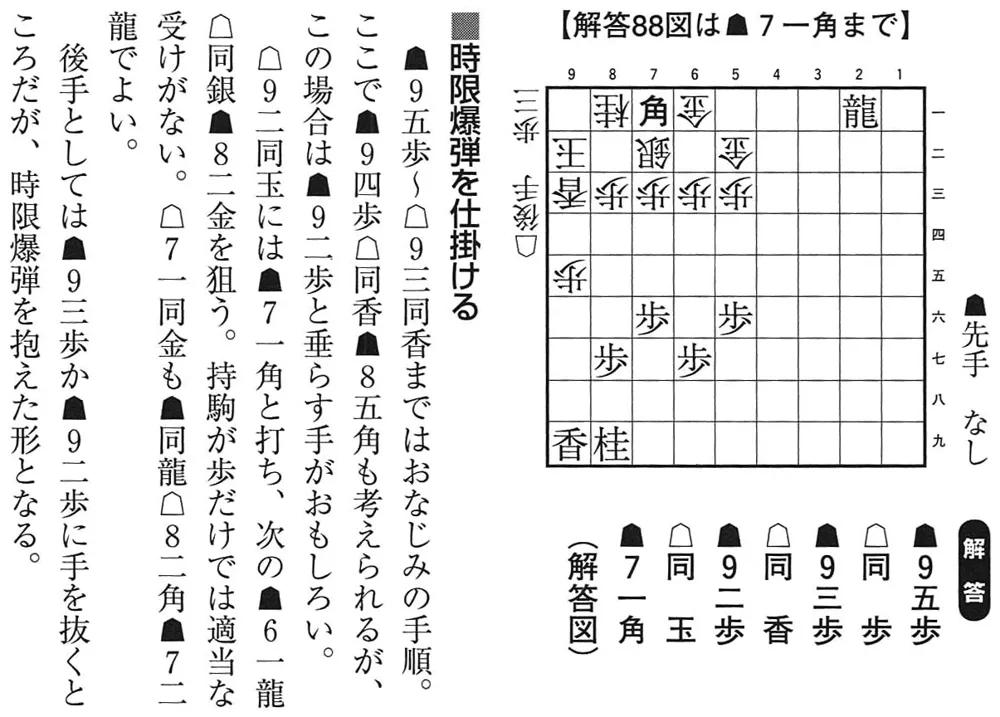 【解答88図は☗7一角まで】
9 8 7 6 5 4 3 2 1
桂 角 金 龍 一
玉 銀 金 二
香 歩 歩 歩 歩 三
四
歩 五
歩 歩 六
歩 歩 七
八
香 桂 九
☗先手 なし
☖後手 歩三
解答
☗9五歩
☖同 歩
☗9三歩
☖同 香
☗9二歩
☖同 玉
☗7一角
(解答図)
■時限爆弾を仕掛ける
☗9五歩～☖9三同香まではおなじみの手順。
ここで☗9四歩☖同香☗8五角も考えられるが、
この場合は☗9二歩と垂らす手がおもしろい。
☖9二同玉には☗7一角と打ち、次の☗6一龍
☖同銀☗8二金を狙う。持駒が歩だけでは適当な
受けがない。☖7一同金も☗同龍☖8二角☗7二
龍でよい。
後手としては☗9三歩か☗9二歩に手を抜くと
ころだが、時限爆弾を抱えた形となる。